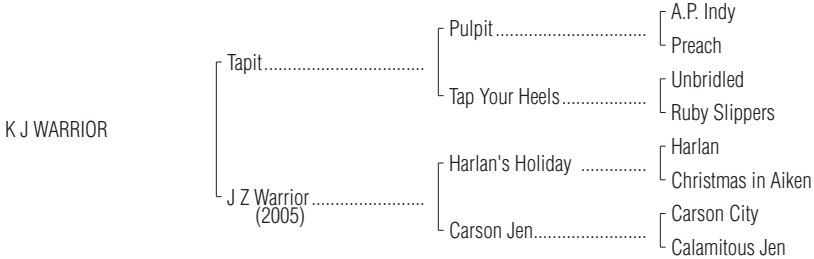 A.P. Indy
Pulpit..................................
Preach
Tapit....................................
Unbridled
Tap Your Heels...................
Ruby Slippers
K J WARRIOR
Harlan
Harlan's Holiday ...............
Christmas in Aiken
J Z Warrior.........................
(2005)
Carson City
Carson Jen.........................
Calamitous Jen